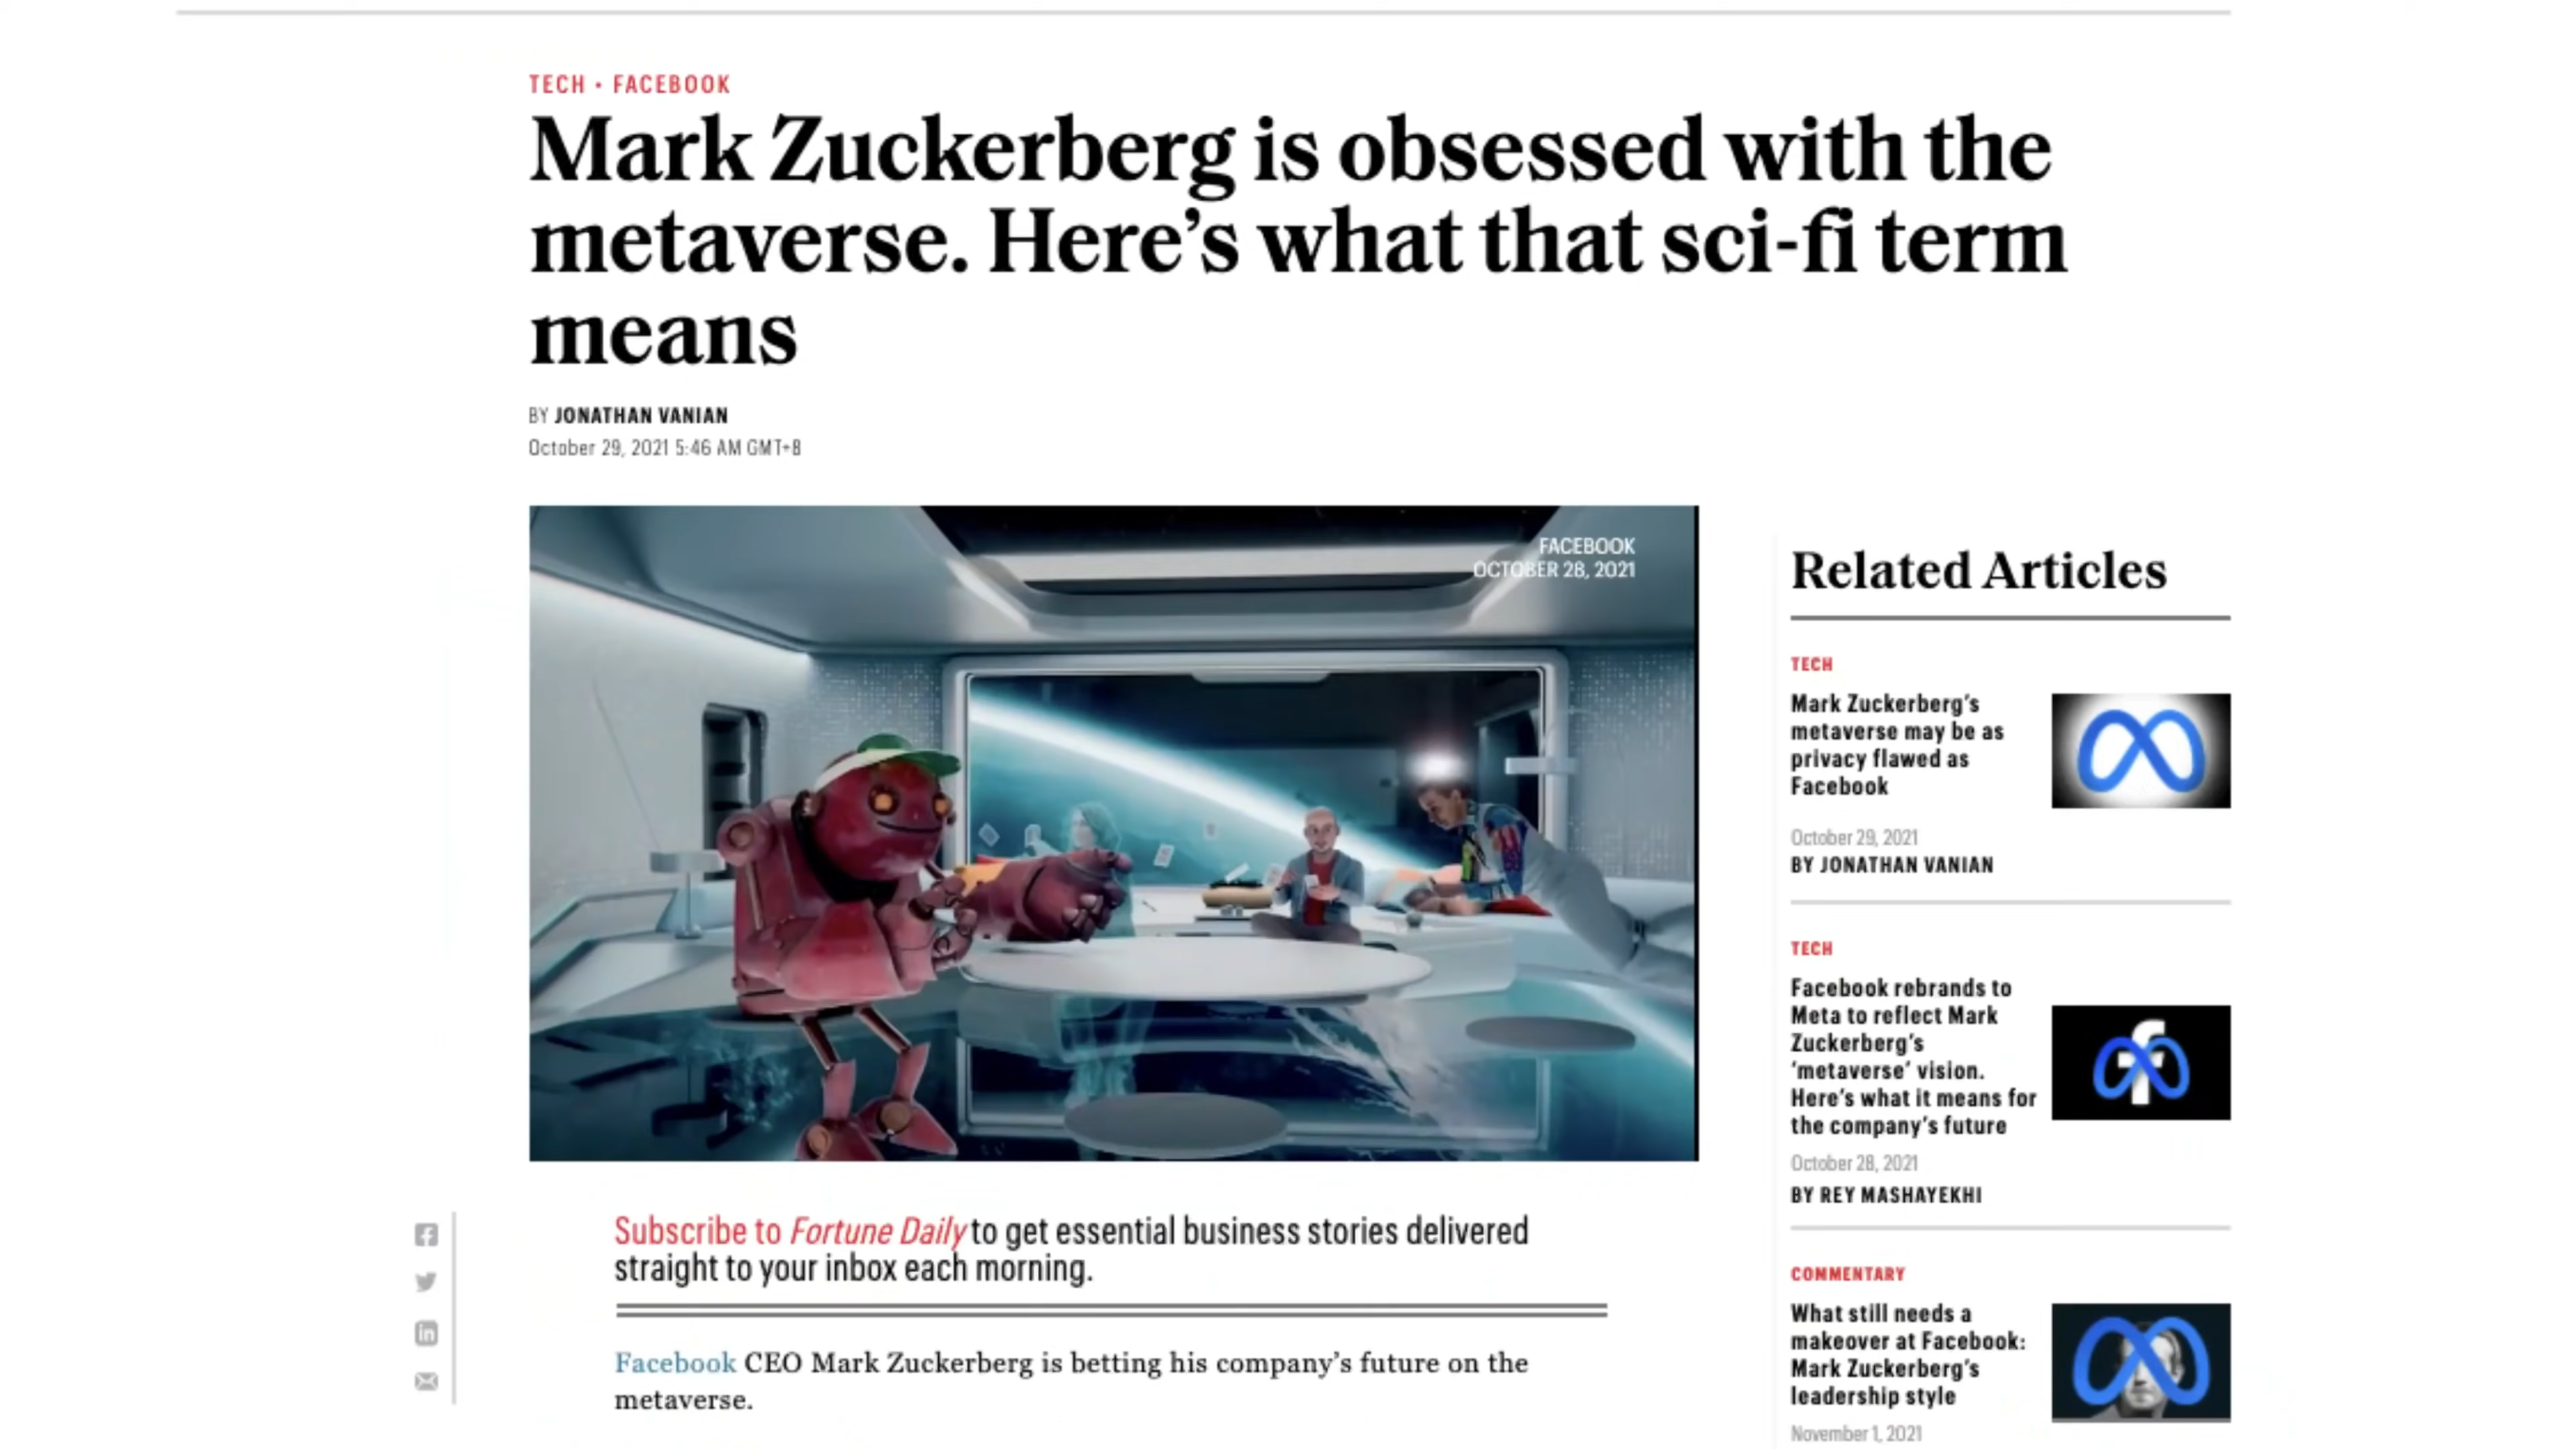 TECH • FACEBOOK
Mark Zuckerberg is obsessed with the
metaverse. Here’s what that sci-fi term
means
BY JONATHAN VANIAN
October 29, 2021 5:46 AM GMT+8
FACEBOOK
OCTOBER 28, 2021
Subscribe to Fortune Daily to get essential business stories delivered
straight to your inbox each morning.
Facebook CEO Mark Zuckerberg is betting his company’s future on the
metaverse.
Related Articles
TECH
Mark Zuckerberg’s
metaverse may be as
privacy flawed as
Facebook
October 29, 2021
BY JONATHAN VANIAN
TECH
Facebook rebrands to
Meta to reflect Mark
Zuckerberg’s
‘metaverse’ vision.
Here’s what it means for
the company’s future
October 28, 2021
BY REY MASHAYEKHI
COMMENTARY
What still needs a
makeover at Facebook:
Mark Zuckerberg’s
leadership style
November 1, 2021